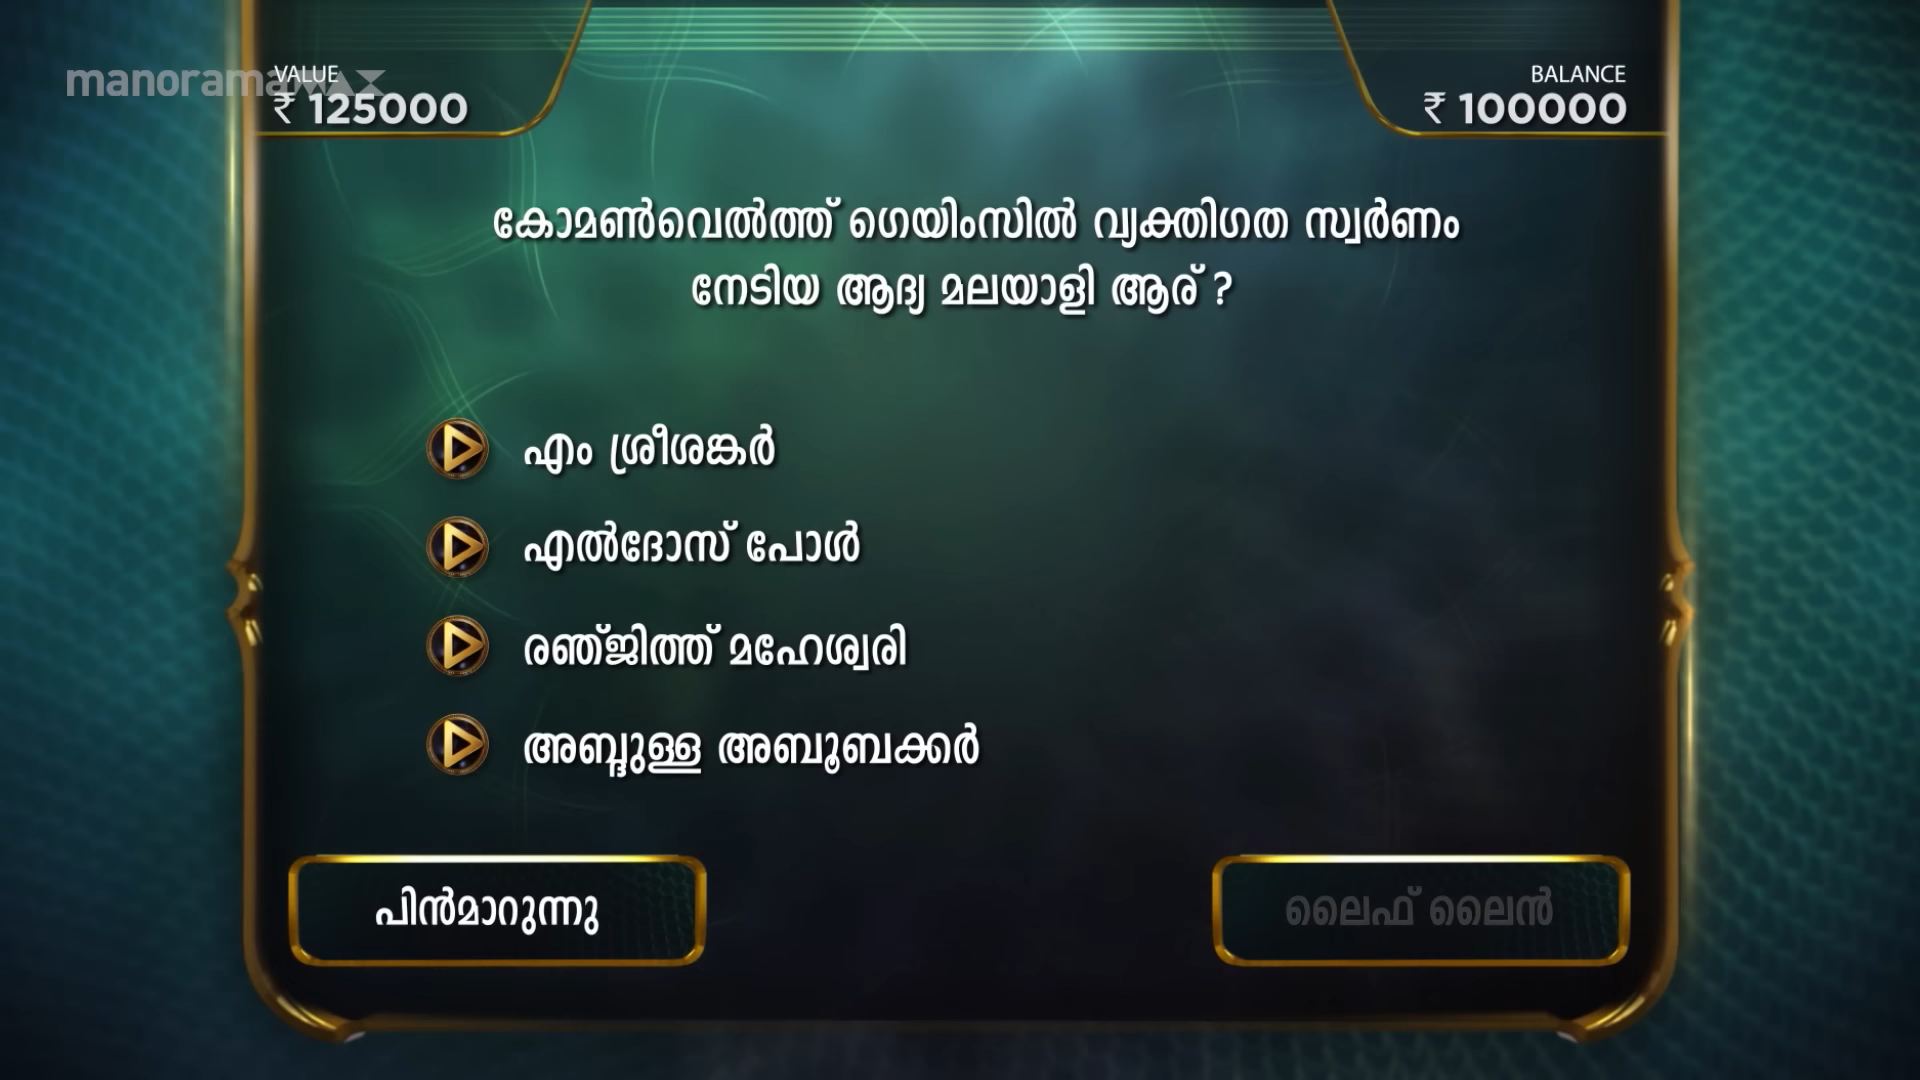 manoramaMAX
VALUE
₹ 125000
BALANCE
₹ 100000
കോമൺവെൽത്ത് ഗെയിംസിൽ വ്യക്തിഗത സ്വർണം
നേടിയ ആദ്യ മലയാളി ആര് ?
എം ശ്രീശങ്കർ
എൽദോസ് പോൾ
രഞ്ജിത്ത് മഹേശ്വരി
അബ്ദുള്ള അബൂബക്കർ
പിൻമാറുന്നു
ലൈഫ് ലൈൻ